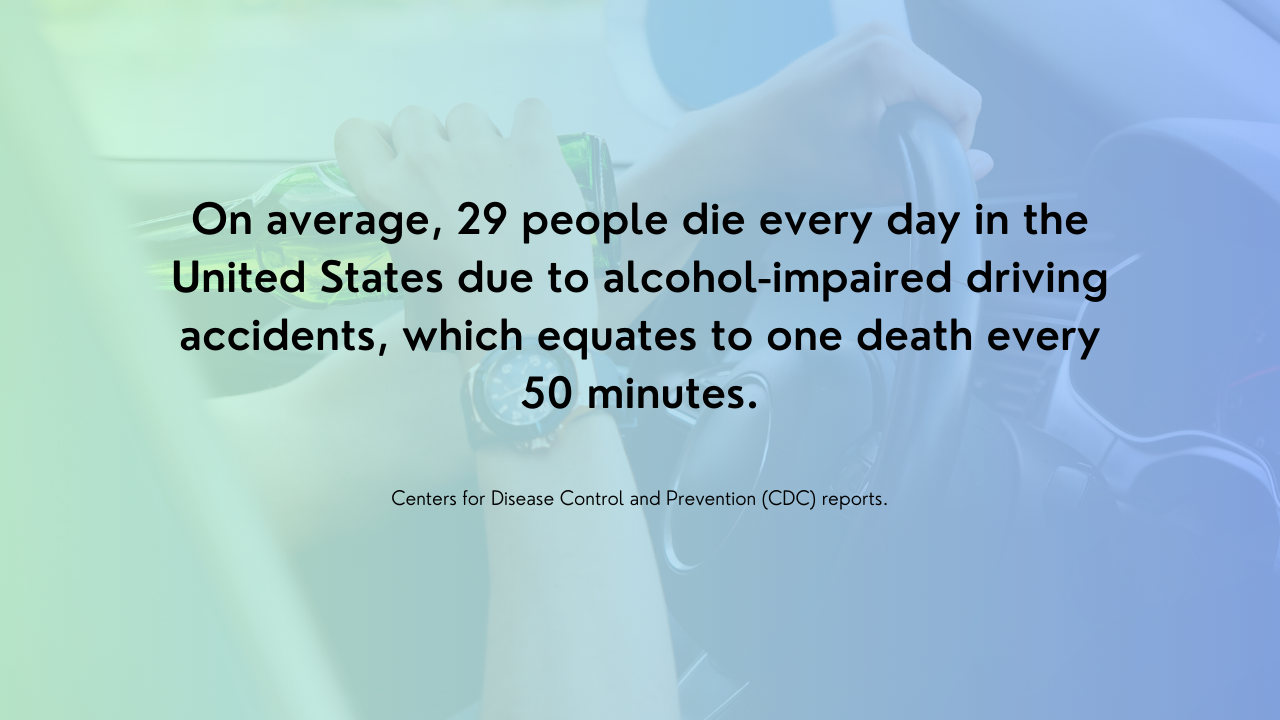 On average, 29 people die every day in the
United States due to alcohol-impaired driving
accidents, which equates to one death every
50 minutes.
Centers for Disease Control and Prevention (CDC) reports.